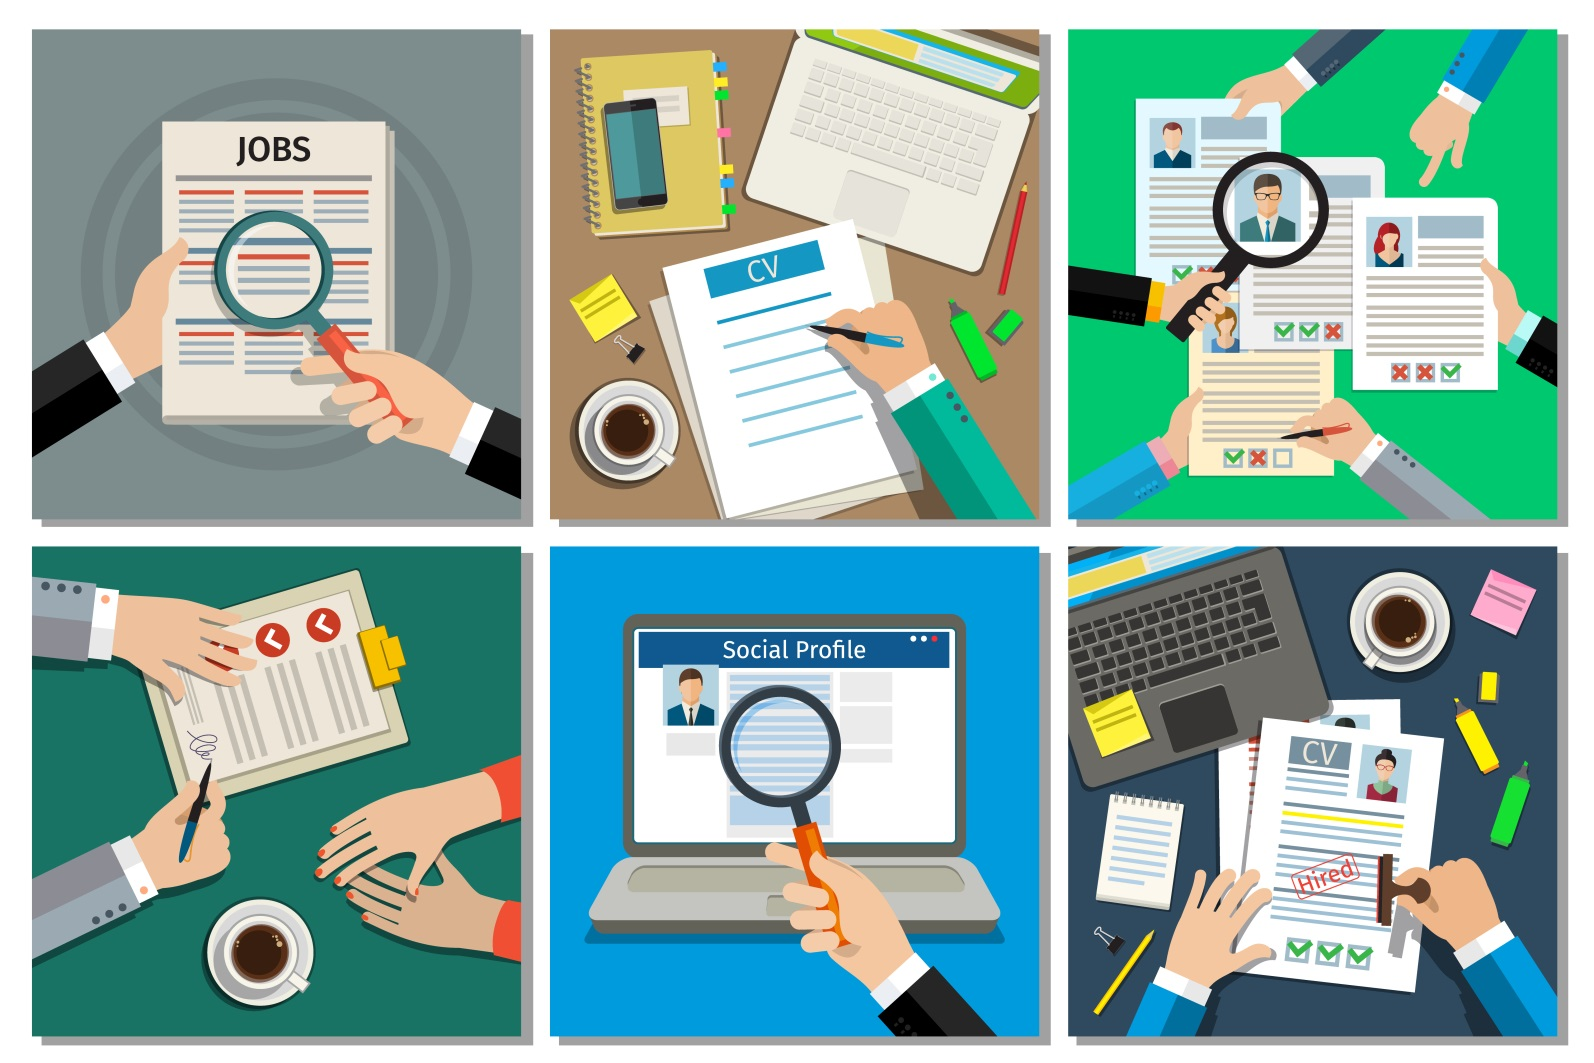 JOBS
CV
Social Profile
CV
Hired